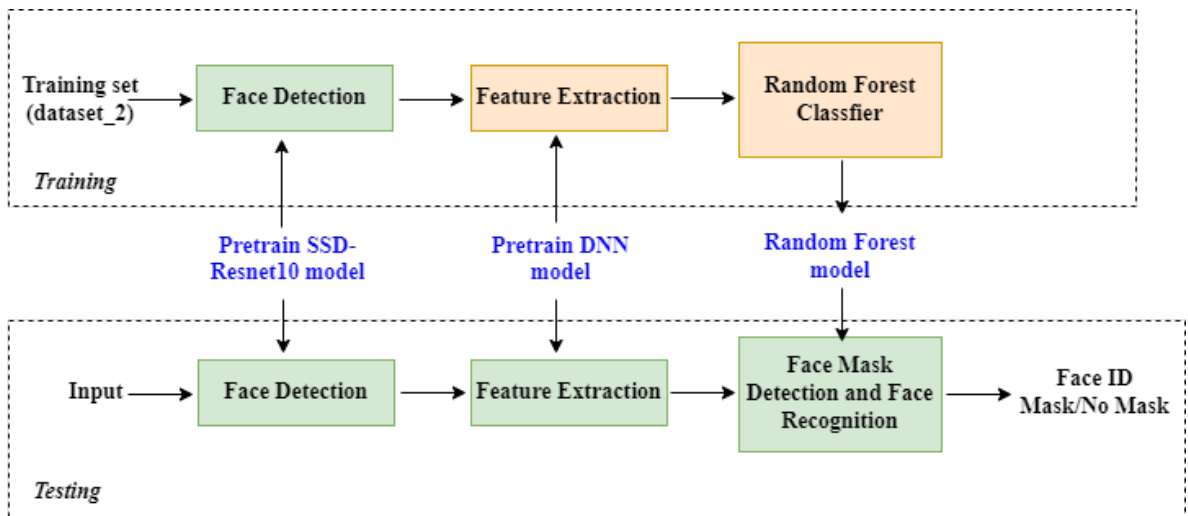 Training set
(dataset_2)
Face Detection
Feature Extraction
Random Forest
Classfier
Training
Pretrain SSD-
Resnet10 model
Pretrain DNN
model
Random Forest
model
Input
Face Detection
Feature Extraction
Face Mask
Detection and Face
Recognition
Face ID
Mask/No Mask
Testing